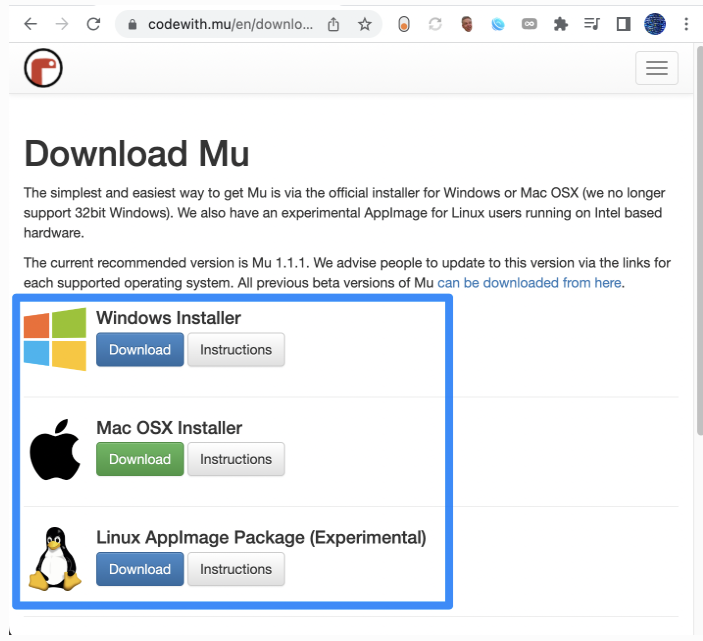 codewith.mu/en/downlo...
Download Mu
The simplest and easiest way to get Mu is via the official installer for Windows or Mac OSX (we no longer
support 32bit Windows). We also have an experimental AppImage for Linux users running on Intel based
hardware.
The current recommended version is Mu 1.1.1. We advise people to update to this version via the links for
each supported operating system. All previous beta versions of Mu can be downloaded from here.
Windows Installer
Download Instructions
Mac OSX Installer
Download Instructions
Linux AppImage Package (Experimental)
Download Instructions